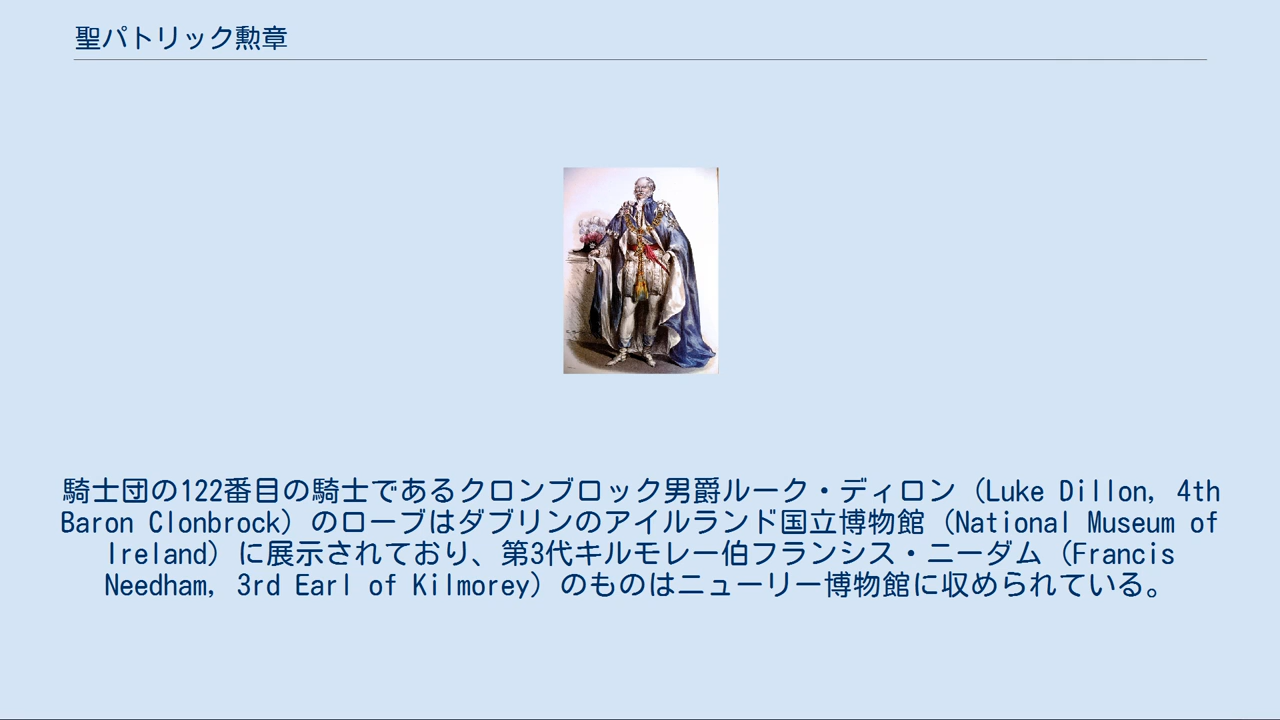 聖パトリック勲章
騎士団の122番目の騎士であるクロンブロック男爵ルーク・ディロン（Luke Dillon, 4th
Baron Clonbrock）のローブはダブリンのアイルランド国立博物館（National Museum of
Ireland）に展示されており、第3代キルモレー伯フランシス・ニーダム（Francis
Needham, 3rd Earl of Kilmorey）のものはニューリー博物館に収められている。